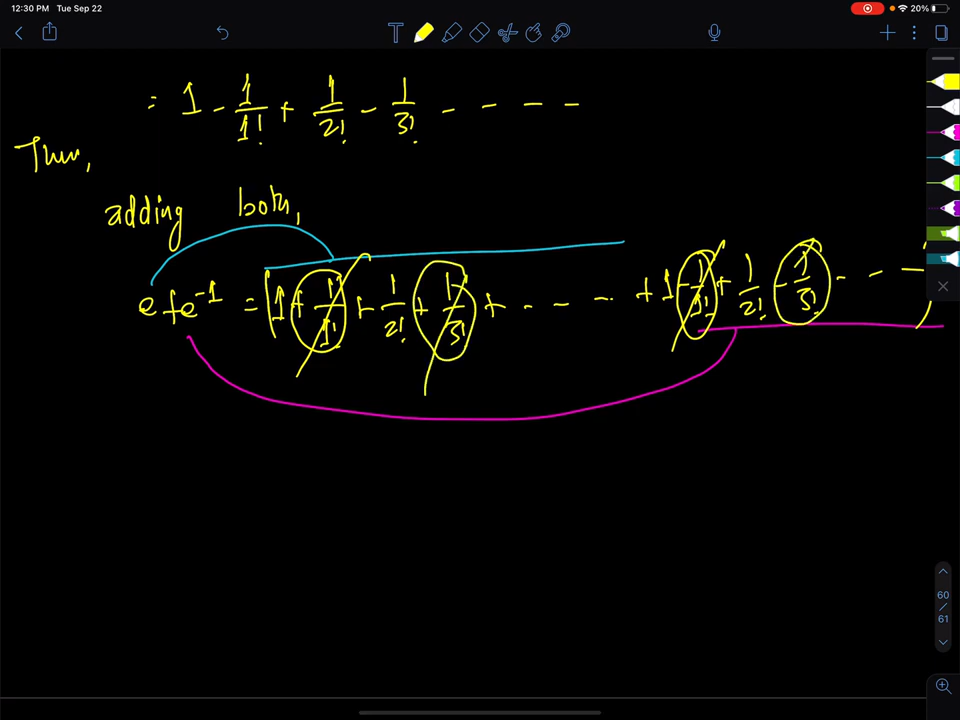 12:30 PM Tue Sep 22
20%
= 1 - 1/1! + 1/2! - 1/3! - - - -
Thus,
adding both,
e + e^-1 = (1 + 1/1! + 1/2! + 1/3! + - - - + 1 - 1/1! + 1/2! - 1/3! - - - )
60
/
61